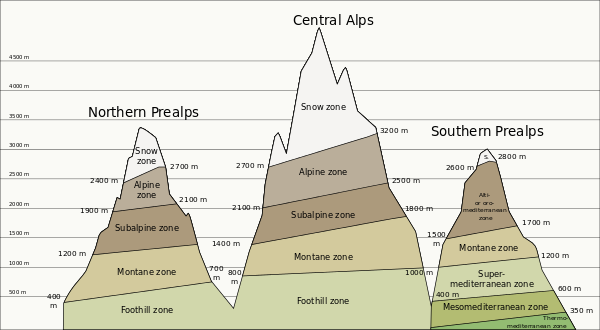 Central Alps
Northern Prealps
Southern Prealps
4500 m
4000 m
3500 m
3000 m
2500 m
2000 m
1500 m
1000 m
500 m
Snow
zone
2400 m
2700 m
Alpine
zone
1900 m
2100 m
Subalpine zone
1200 m
1400 m
Montane zone
400
m
700
m
Foothill zone
Snow zone
2700 m
3200 m
Alpine zone
2100 m
2500 m
Subalpine zone
1800 m
Montane zone
800
m
1000 m
Foothill zone
S.
2600 m
2800 m
Alti-
or oro-
mediterranean
zone
1500
m
1700 m
Montane zone
1200 m
Super-
mediterranean zone
400 m
600 m
Mesomediterranean zone
350 m
Thermo-
mediterranean zone